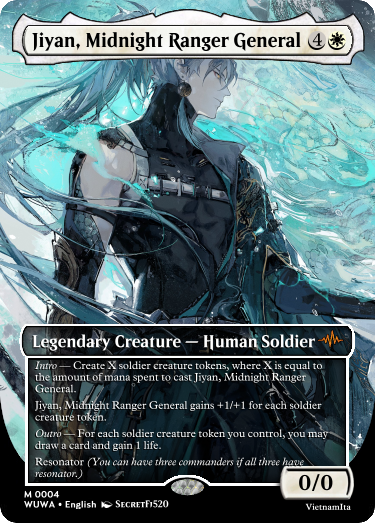 Jiyan, Midnight Ranger General 4
Legendary Creature — Human Soldier
Intro — Create X soldier creature tokens, where X is equal to
the amount of mana spent to cast Jiyan, Midnight Ranger
General.
Jiyan, Midnight Ranger General gains +1/+1 for each soldier
creature token.
Outro — For each soldier creature token you control, you may
draw a card and gain 1 life.
Resonator (You can have three commanders if all three have
resonator.)
0/0
M 0004
WUWA • English SecretFi520
VietnamIta